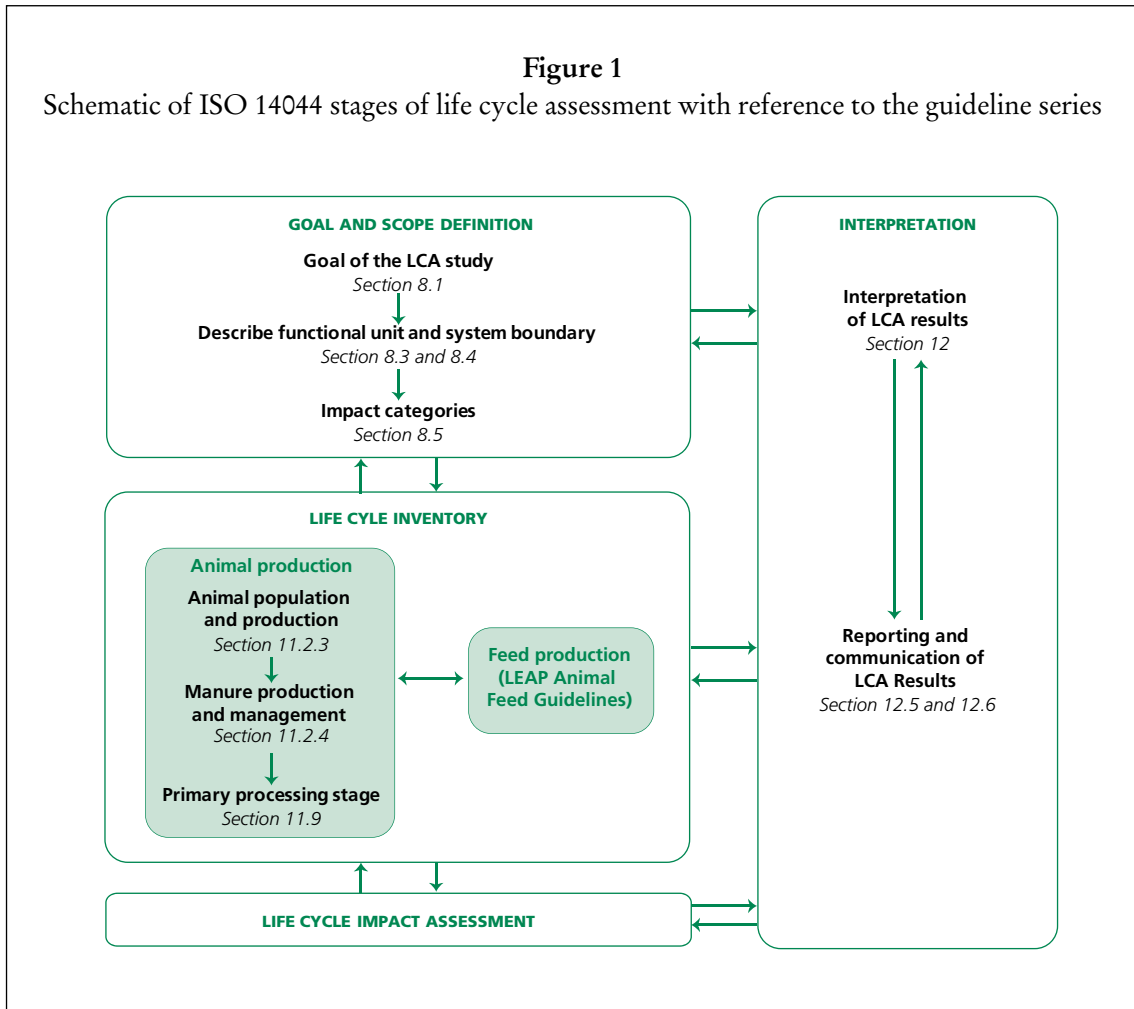 Figure 1
Schematic of ISO 14044 stages of life cycle assessment with reference to the guideline series
GOAL AND SCOPE DEFINITION
Goal of the LCA study
Section 8.1
Describe functional unit and system boundary
Section 8.3 and 8.4
Impact categories
Section 8.5
LIFE CYLE INVENTORY
Animal production
Animal population
and production
Section 11.2.3
Manure production
and management
Section 11.2.4
Primary processing stage
Section 11.9
Feed production
(LEAP Animal
Feed Guidelines)
LIFE CYCLE IMPACT ASSESSMENT
INTERPRETATION
Interpretation
of LCA results
Section 12
Reporting and
communication of
LCA Results
Section 12.5 and 12.6